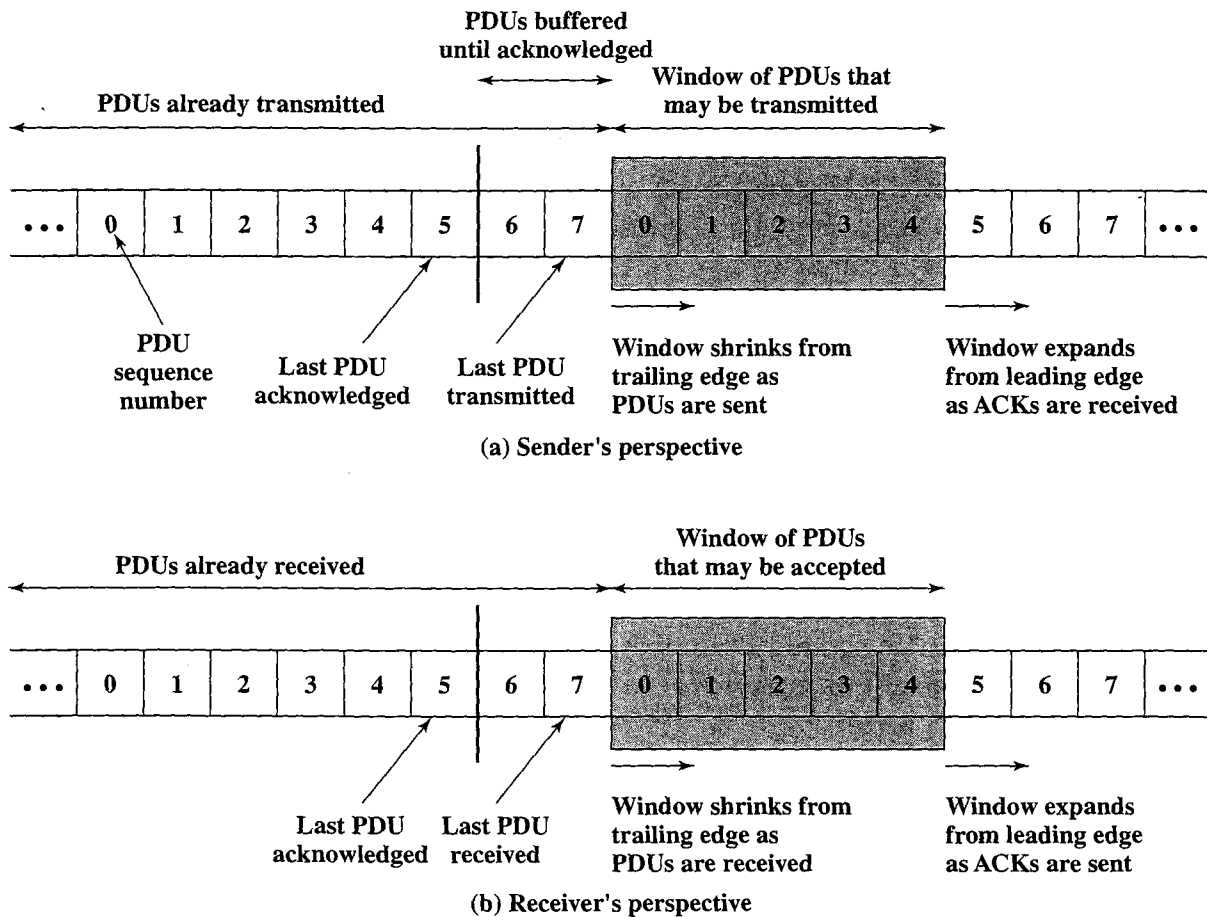 PDUs buffered
until acknowledged
PDUs already transmitted
Window of PDUs that
may be transmitted
••• 0 1 2 3 4 5 6 7 0 1 2 3 4 5 6 7 •••
PDU
sequence
number
Last PDU
acknowledged
Last PDU
transmitted
Window shrinks from
trailing edge as
PDUs are sent
Window expands
from leading edge
as ACKs are received
(a) Sender's perspective
PDUs already received
Window of PDUs
that may be accepted
••• 0 1 2 3 4 5 6 7 0 1 2 3 4 5 6 7 •••
Last PDU
acknowledged
Last PDU
received
Window shrinks from
trailing edge as
PDUs are received
Window expands
from leading edge
as ACKs are sent
(b) Receiver's perspective